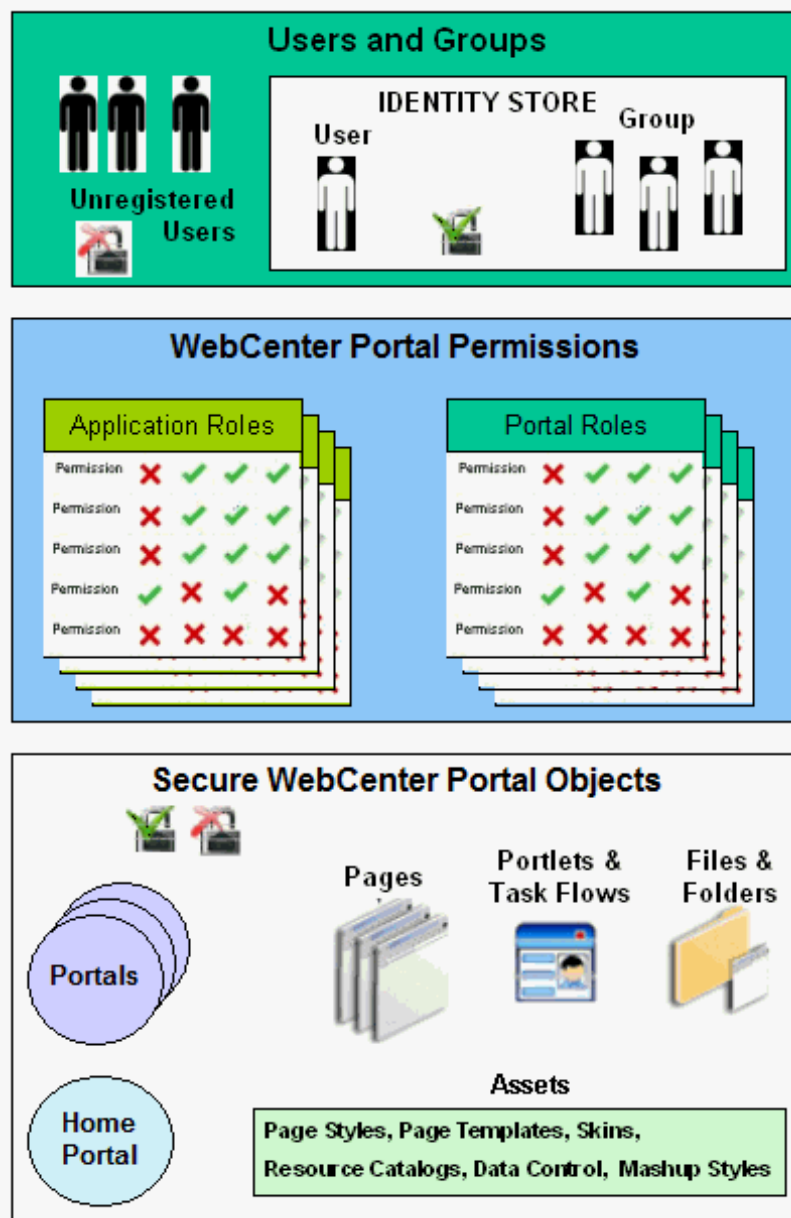 Users and Groups
IDENTITY STORE
User
Group
Unregistered
Users
WebCenter Portal Permissions
Application Roles
Permission
Permission
Permission
Permission
Permission
Portal Roles
Permission
Permission
Permission
Permission
Permission
Secure WebCenter Portal Objects
Pages
Portlets &
Task Flows
Files &
Folders
Portals
Home
Portal
Assets
Page Styles, Page Templates, Skins,
Resource Catalogs, Data Control, Mashup Styles